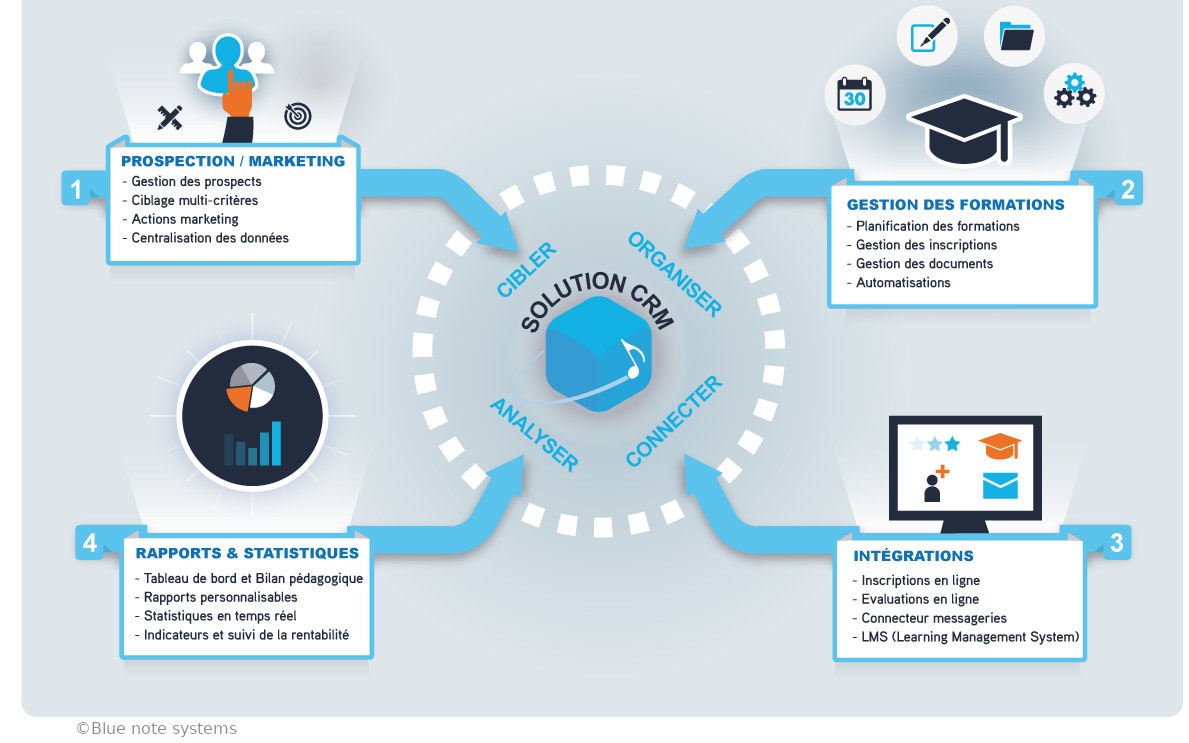 30
1
PROSPECTION / MARKETING
- Gestion des prospects
- Ciblage multi-critères
- Actions marketing
- Centralisation des données
2
GESTION DES FORMATIONS
- Planification des formations
- Gestion des inscriptions
- Gestion des documents
- Automatisations
CIBLER
ORGANISER
SOLUTION CRM
ANALYSER
CONNECTER
4
RAPPORTS & STATISTIQUES
- Tableau de bord et Bilan pédagogique
- Rapports personnalisables
- Statistiques en temps réel
- Indicateurs et suivi de la rentabilité
3
INTÉGRATIONS
- Inscriptions en ligne
- Evaluations en ligne
- Connecteur messageries
- LMS (Learning Management System)
©Blue note systems